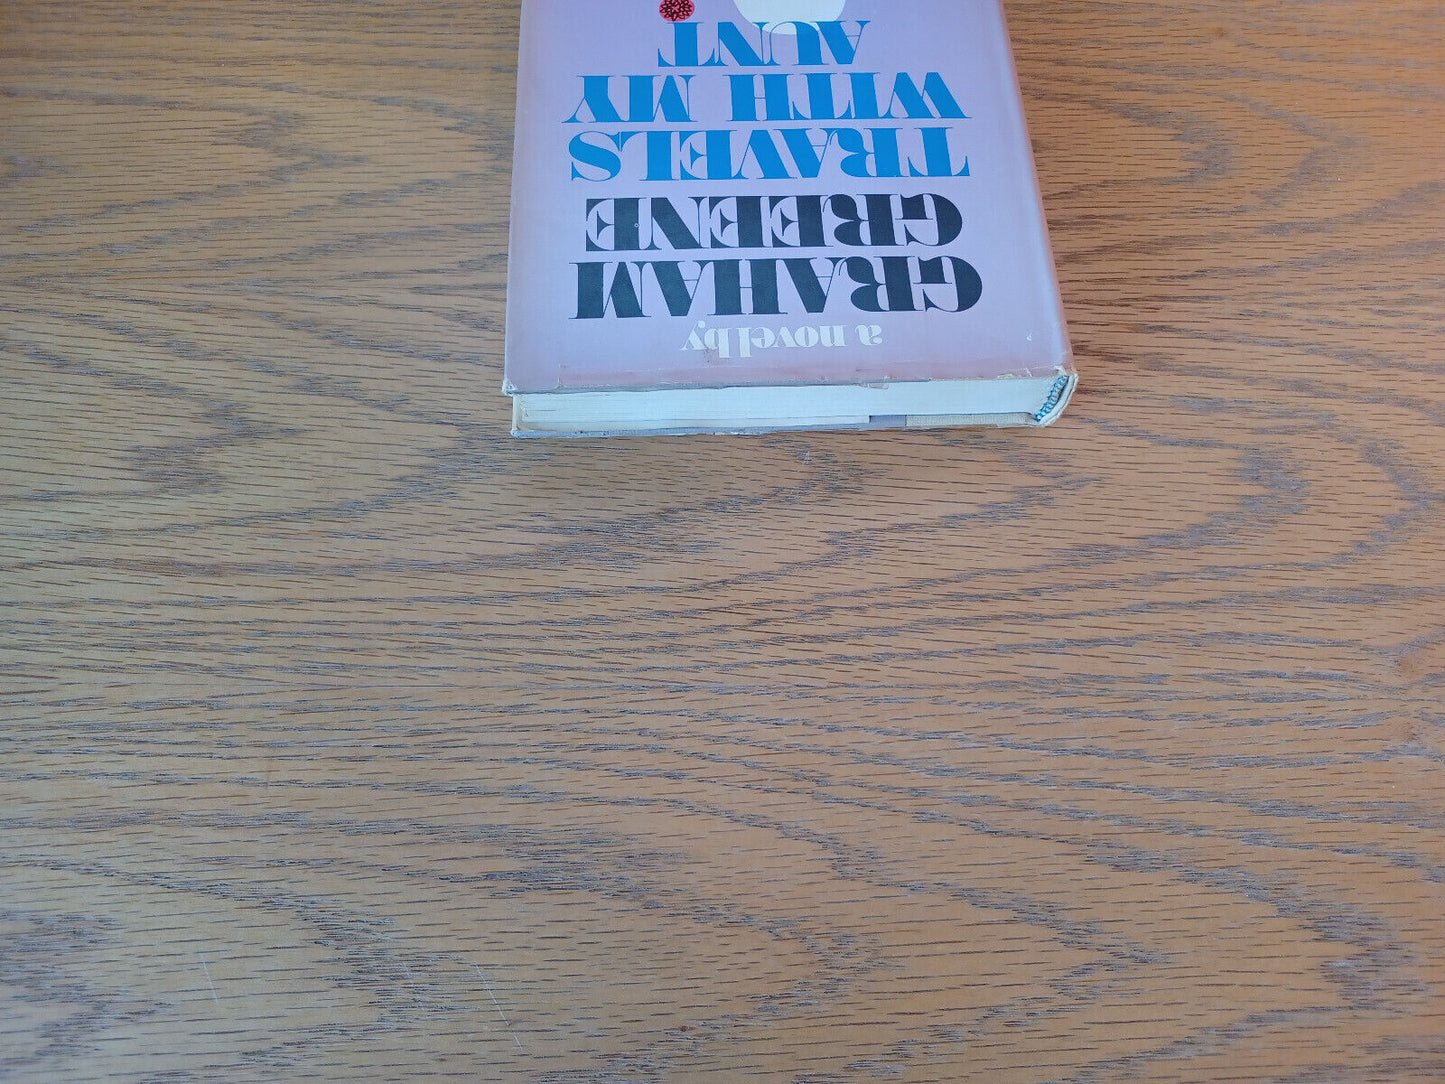 a novel by
GRAHAM
GREENE
TRAVELS
WITH MY
AUNT